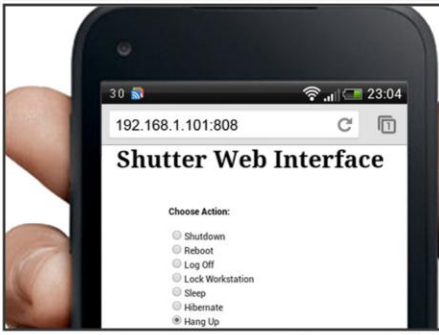 30 23:04
192.168.1.101:808 1
Shutter Web Interface
Choose Action:
Shutdown
Reboot
Log Off
Lock Workstation
Sleep
Hibernate
Hang Up